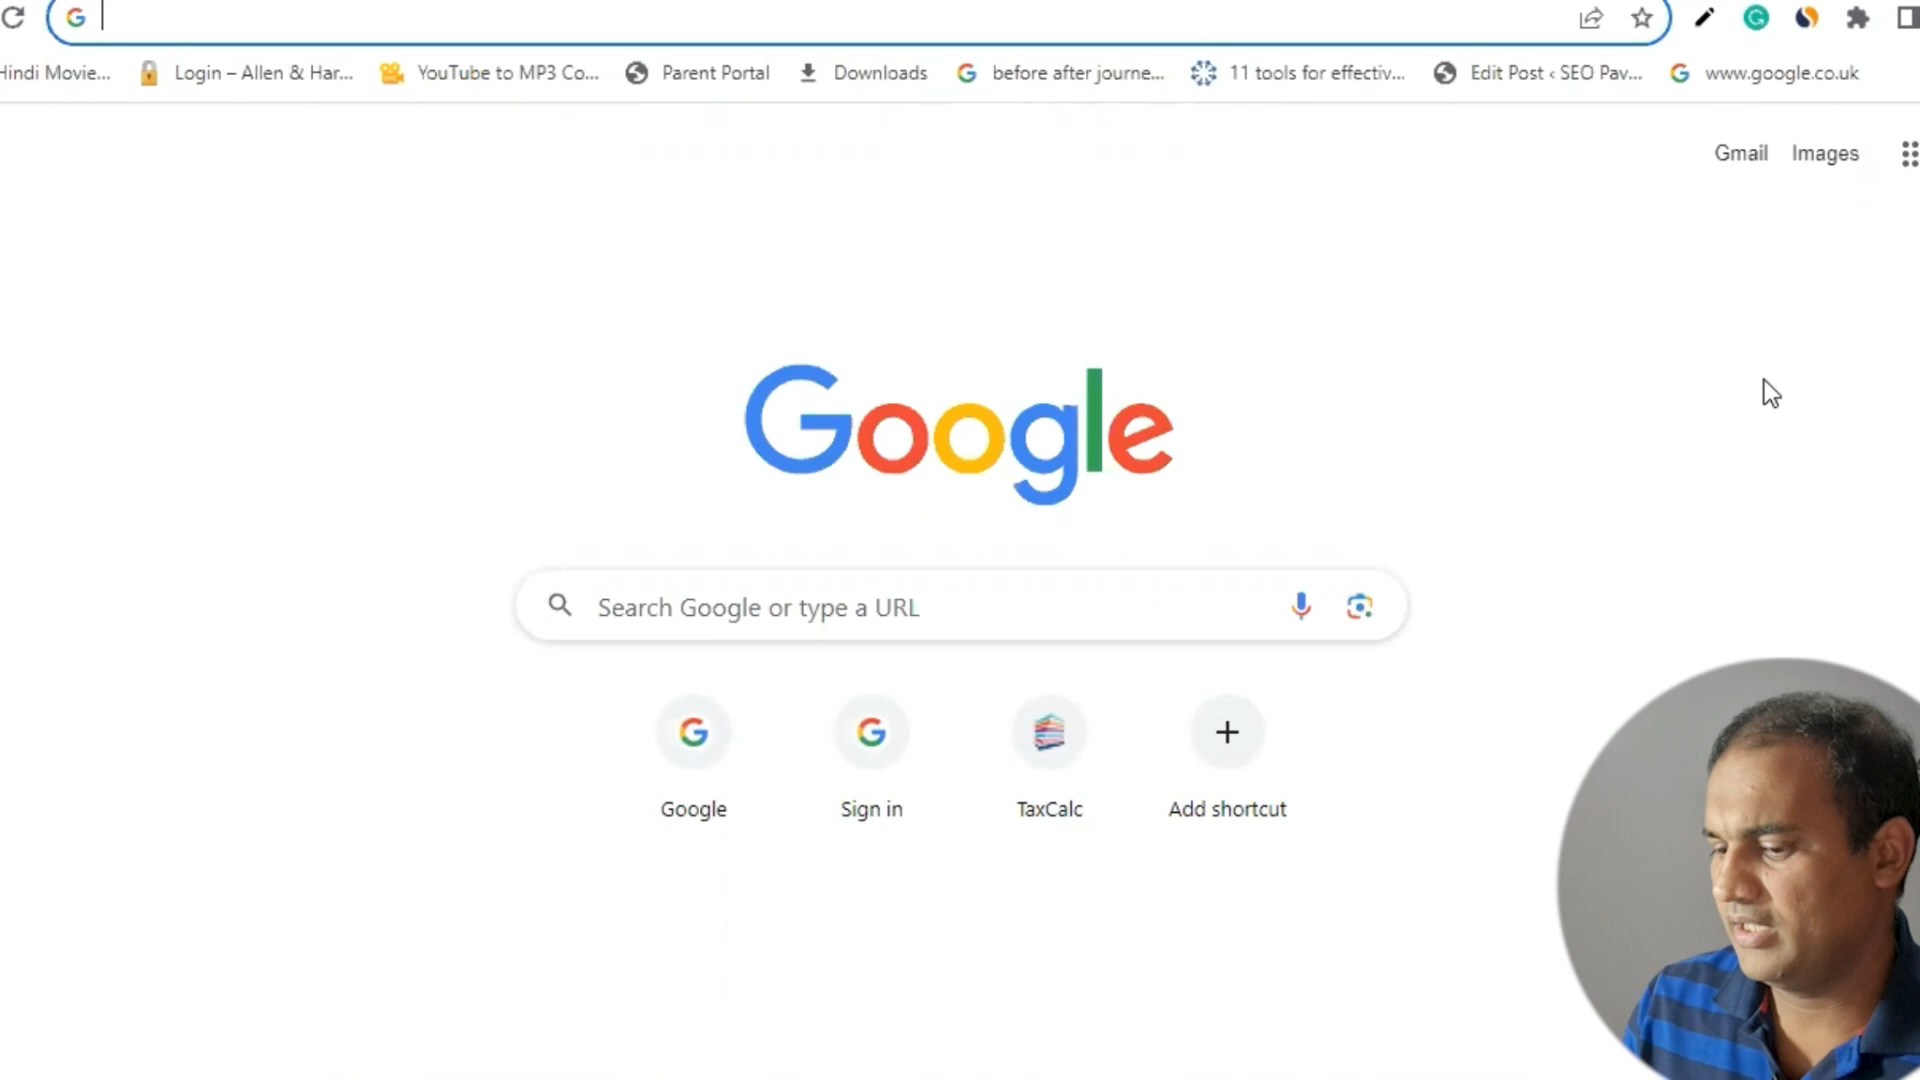 Hindi Movie... Login – Allen & Har... YouTube to MP3 Co... Parent Portal Downloads before after journe... 11 tools for effectiv... Edit Post ‹ SEO Pav... www.google.co.uk
Gmail Images
Google
Search Google or type a URL
Google Sign in TaxCalc Add shortcut